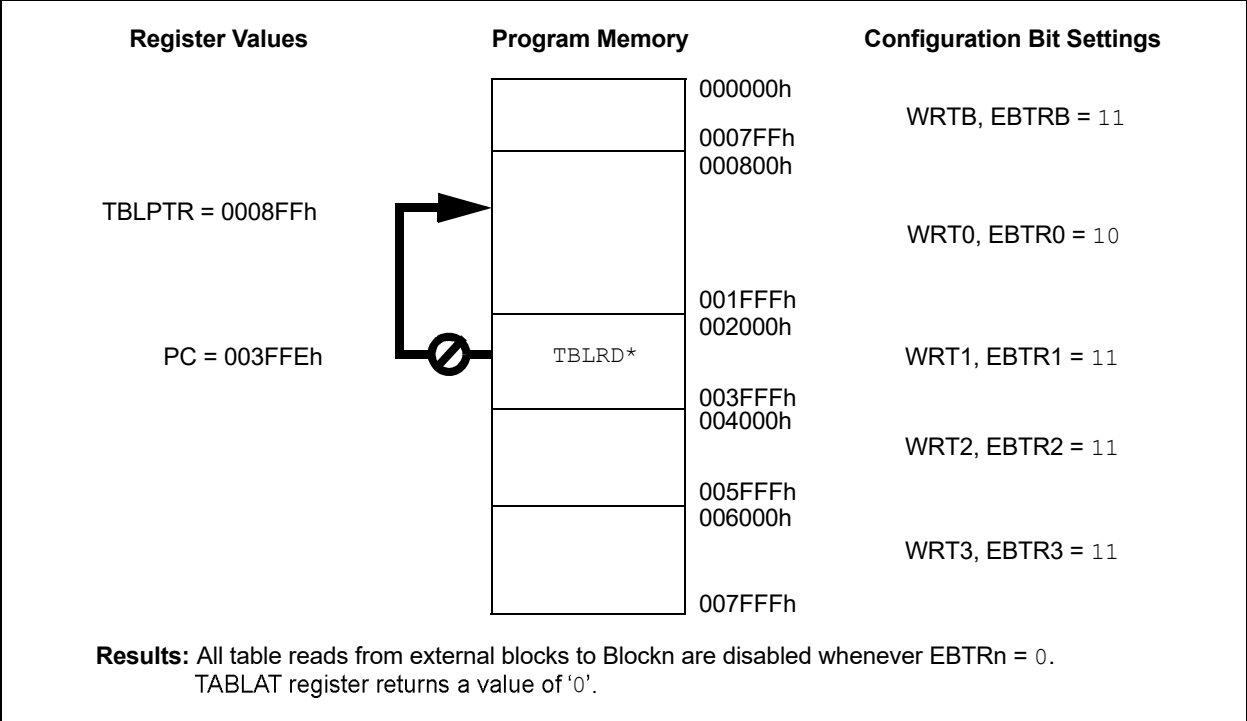 Register Values Program Memory Configuration Bit Settings
000000h
WRTB, EBTRB = 11
0007FFh
000800h
TBLPTR = 0008FFh
WRT0, EBTR0 = 10
001FFFh
002000h
PC = 003FFEh TBLRD* WRT1, EBTR1 = 11
003FFFh
004000h
WRT2, EBTR2 = 11
005FFFh
006000h
WRT3, EBTR3 = 11
007FFFh
Results: All table reads from external blocks to Blockn are disabled whenever EBTRn = 0.
TABLAT register returns a value of ‘0’.